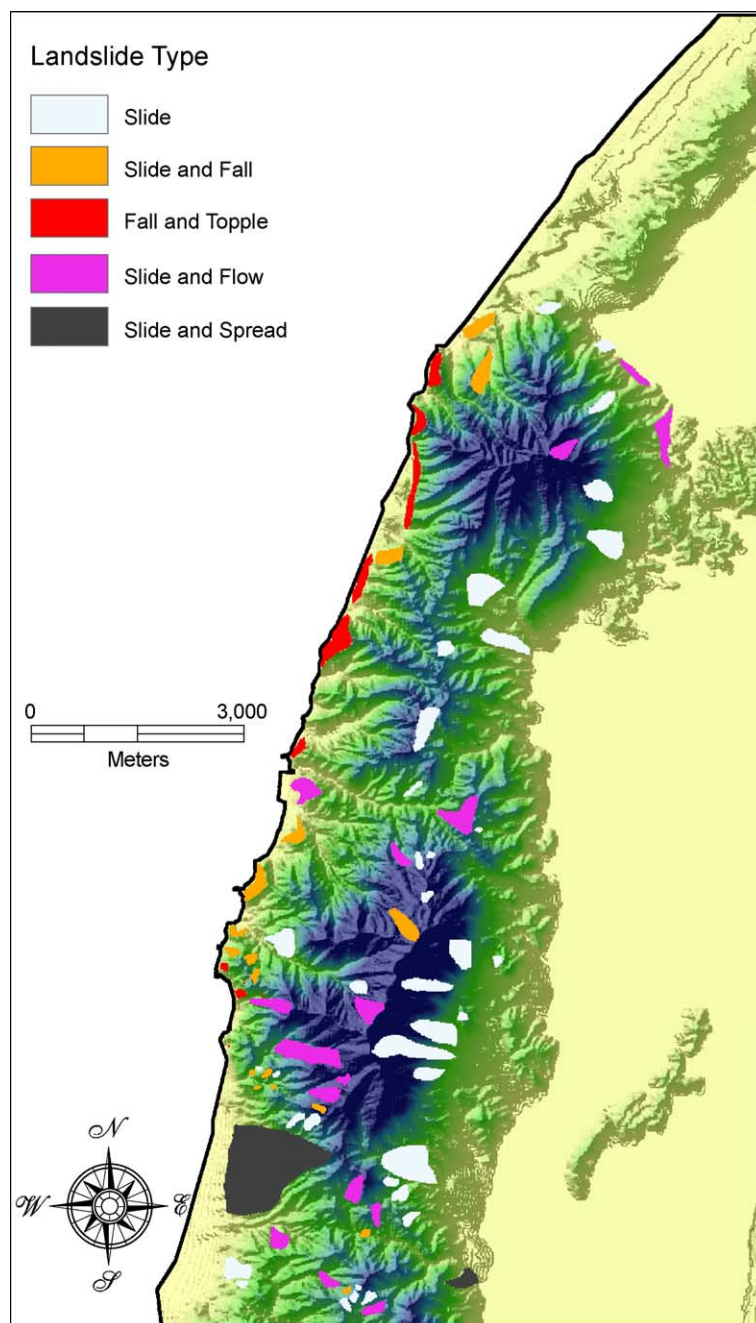 Landslide Type
Slide
Slide and Fall
Fall and Topple
Slide and Flow
Slide and Spread
0 3,000
Meters
N
W E
S